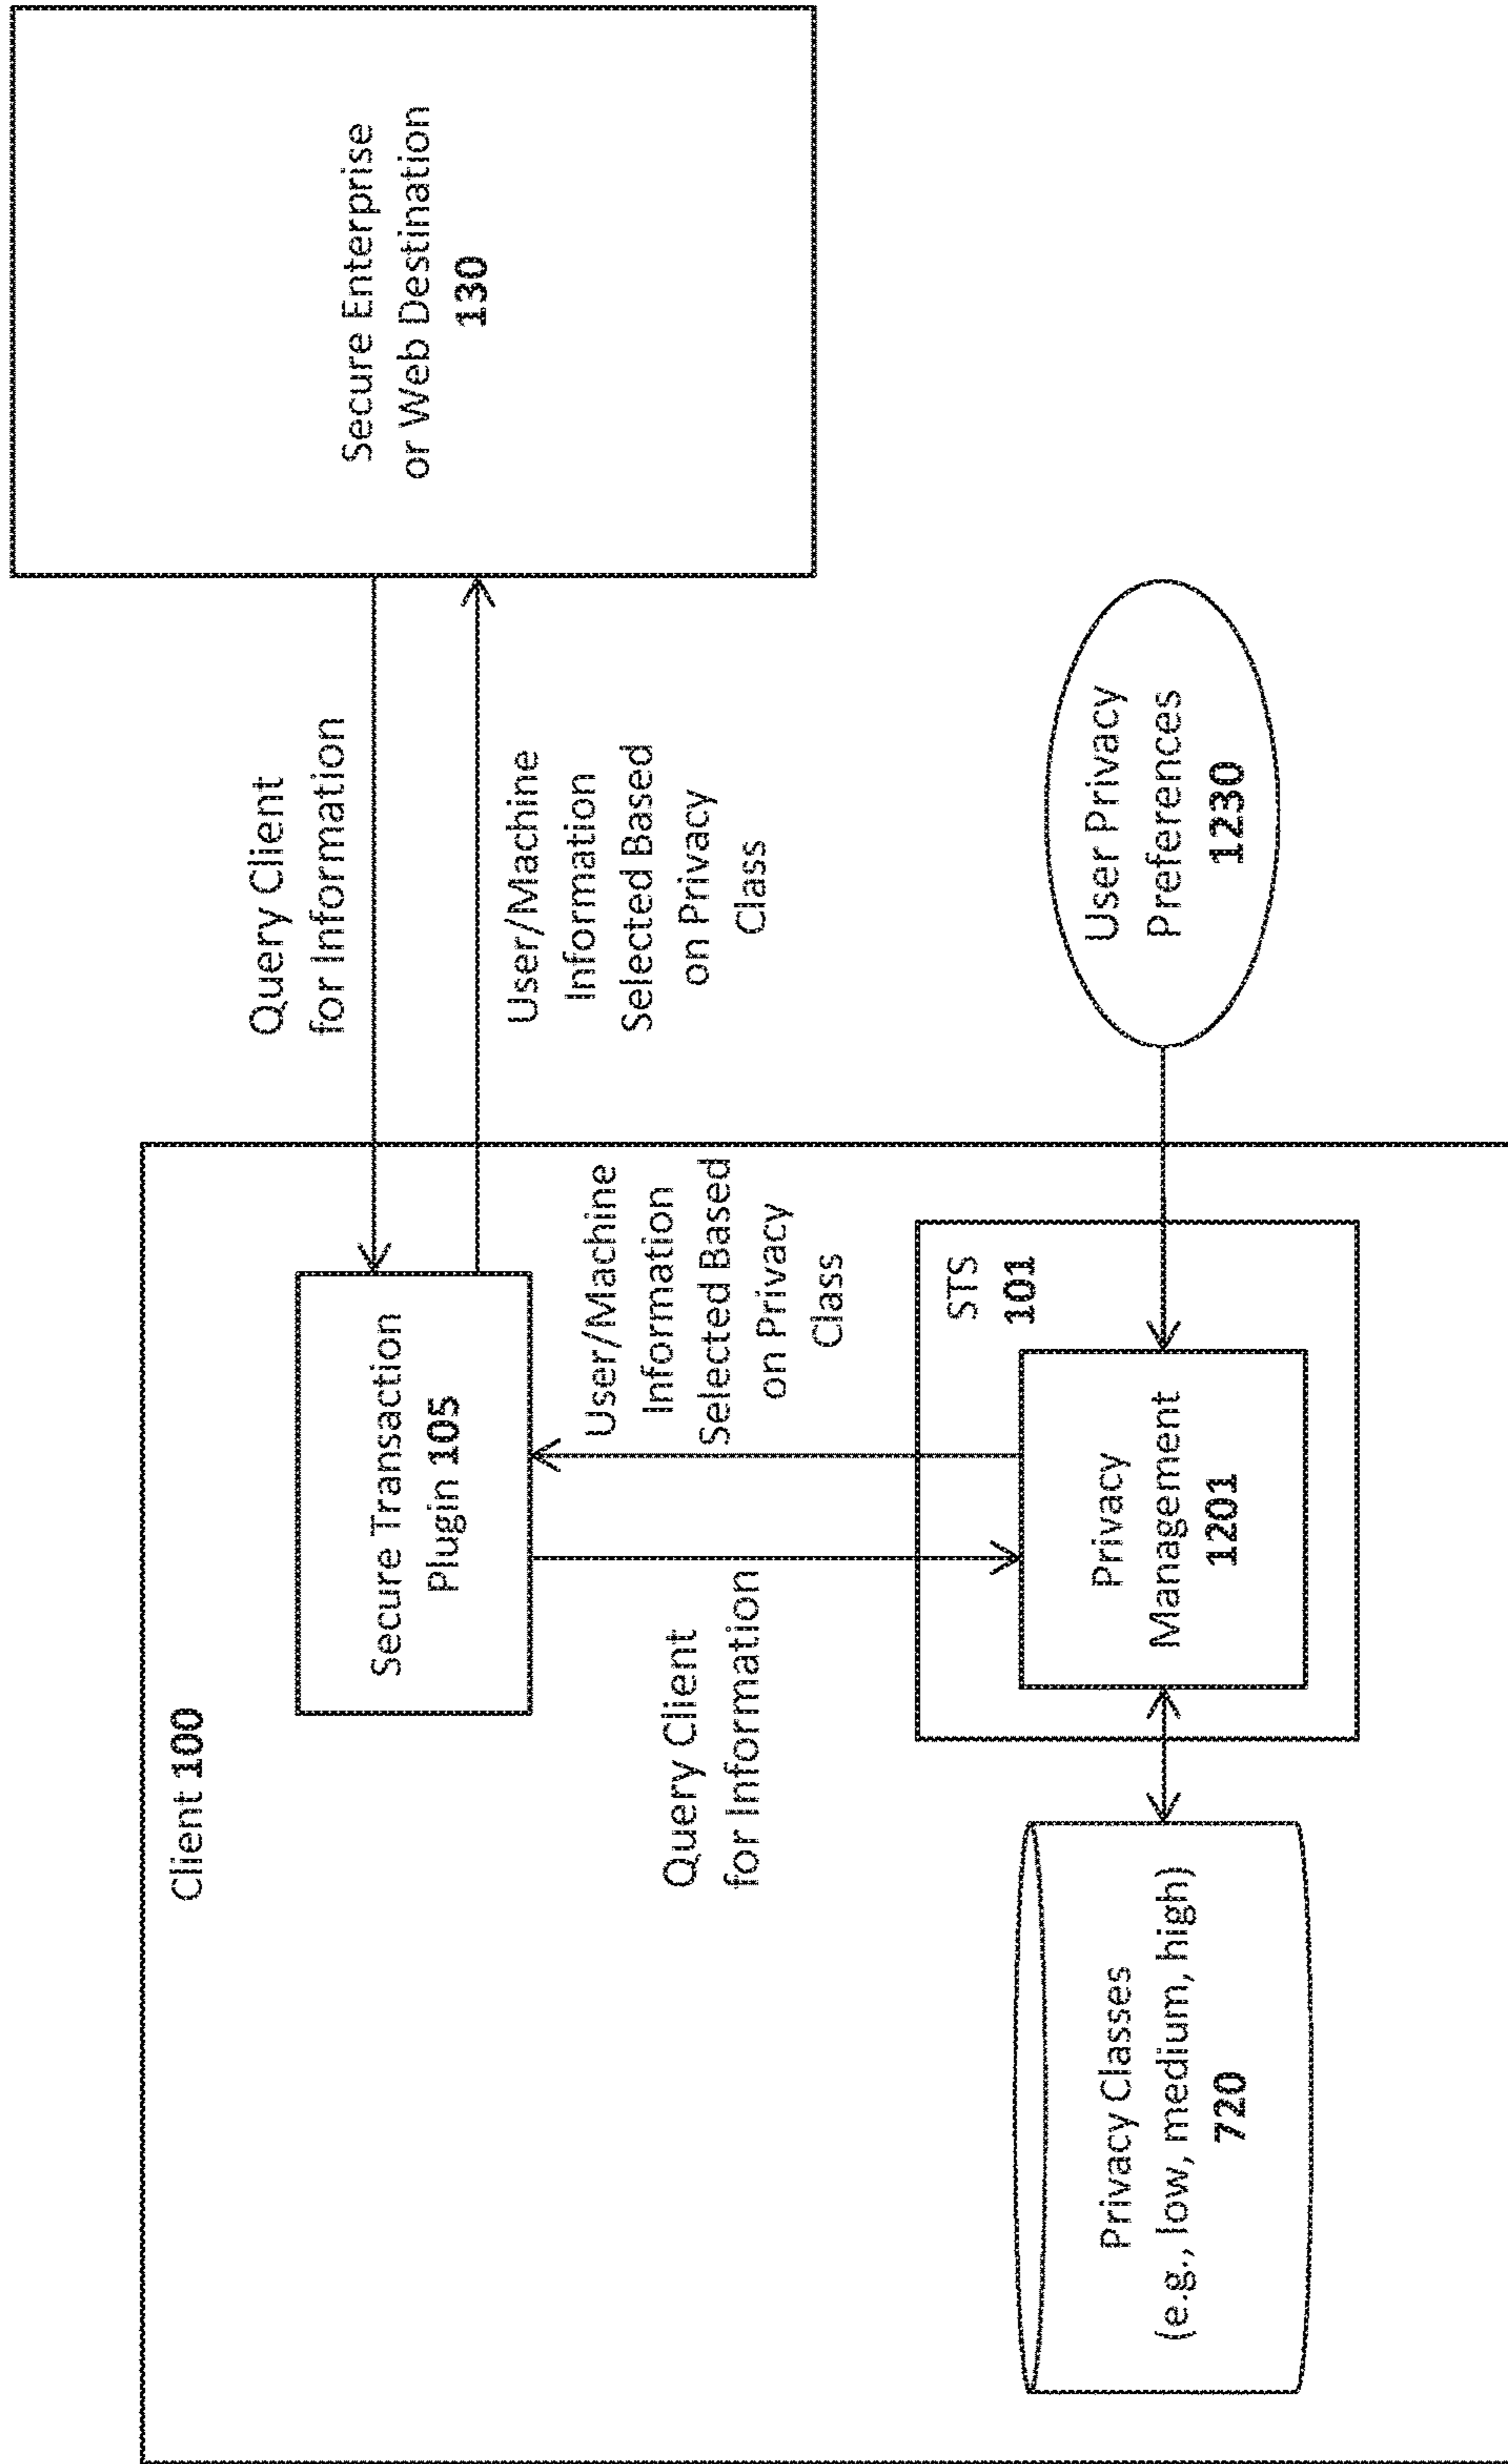 Client 100
Secure Transaction
Plugin 105
Query Client
for Information
User/Machine
Information
Selected Based
on Privacy
Class
STS
101
Privacy
Management
1201
Privacy Classes
(e.g., low, medium, high)
720
Query Client
for Information
User/Machine
Information
Selected Based
on Privacy
Class
User Privacy
Preferences
1230
Secure Enterprise
or Web Destination
130